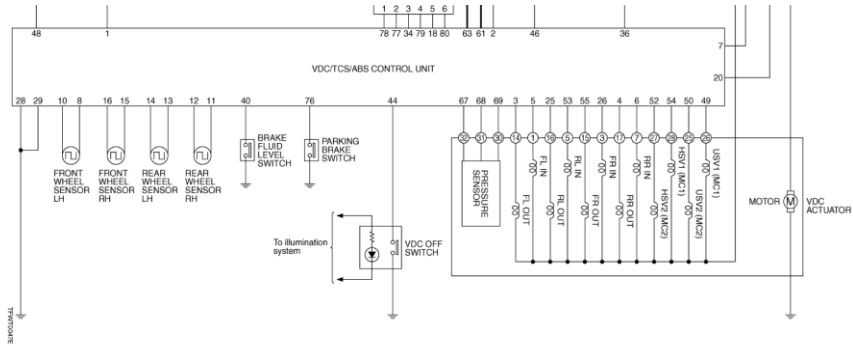 1 2 3 4 5 6
48 1 78 77 34 79 18 80 63 61 2 46 36
7
VDC/TCS/ABS CONTROL UNIT
20
28 29 10 8 16 15 14 13 12 11 40 76 44 67 68 69 3 5 25 53 55 26 4 6 52 54 50 49
32 31 30 14 1 16 5 15 3 17 7 27 28 25 26
FRONT
WHEEL
SENSOR
LH
FRONT
WHEEL
SENSOR
RH
REAR
WHEEL
SENSOR
LH
REAR
WHEEL
SENSOR
RH
BRAKE
FLUID
LEVEL
SWITCH
PARKING
BRAKE
SWITCH
PRESSURE
SENSOR
FL OUT
FL IN
RL OUT
RL IN
FR OUT
FR IN
RR OUT
RR IN
HSV2 (MC2)
HSV1 (MC1)
USV2 (MC2)
USV1 (MC1)
MOTOR
M
VDC
ACTUATOR
To illumination
system
VDC OFF
SWITCH